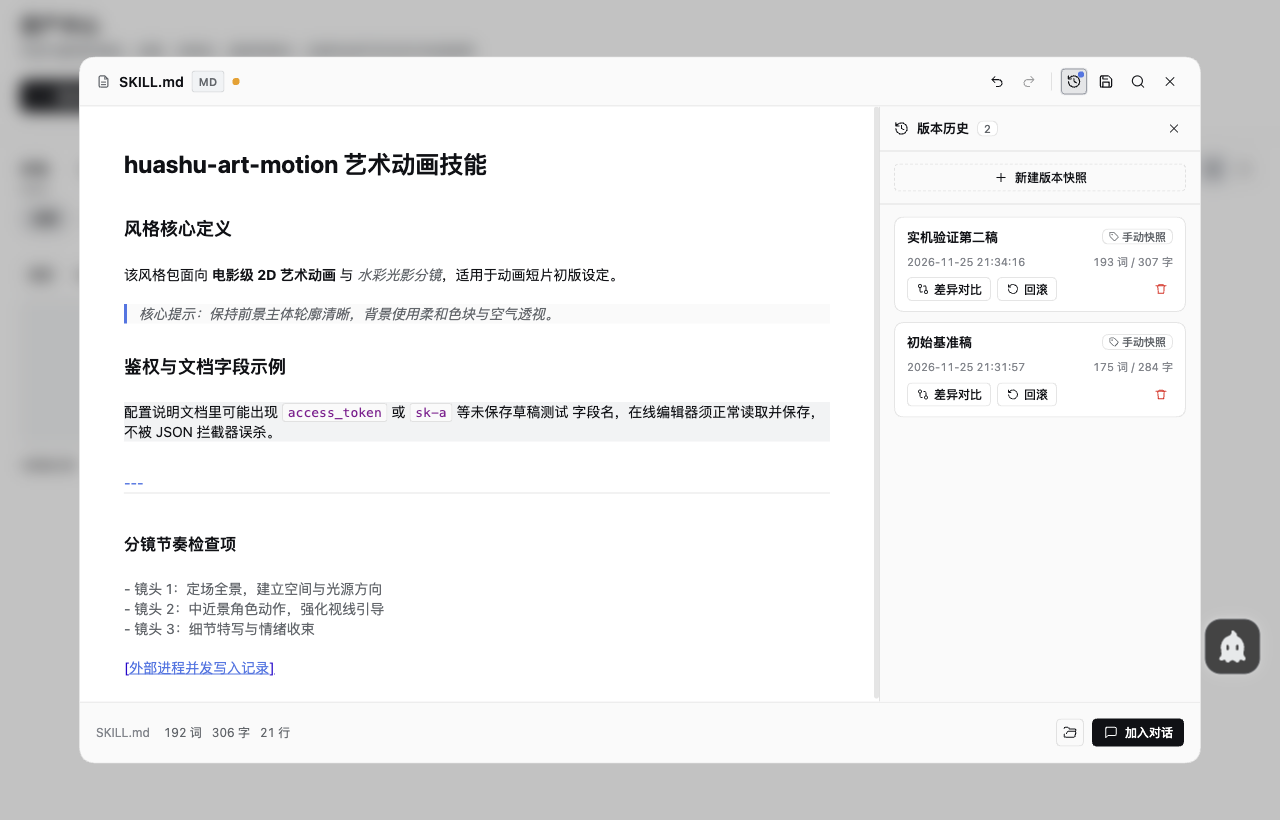 SKILL.md MD
huashu-art-motion 艺术动画技能
风格核心定义
该风格包面向 电影级 2D 艺术动画 与 水彩光影分镜，适用于动画短片初版设定。
核心提示：保持前景主体轮廓清晰，背景使用柔和色块与空气透视。
鉴权与文档字段示例
配置说明文档里可能出现 access_token 或 sk-a 等未保存草稿测试 字段名，在线编辑器须正常读取并保存，
不被 JSON 拦截器误杀。
---
分镜节奏检查项
- 镜头 1：定场全景，建立空间与光源方向
- 镜头 2：中近景角色动作，强化视线引导
- 镜头 3：细节特写与情绪收束
[外部进程并发写入记录]
版本历史 2
+ 新建版本快照
实机验证第二稿 手动快照
2026-11-25 21:34:16 193 词 / 307 字
差异对比 回滚
初始基准稿 手动快照
2026-11-25 21:31:57 175 词 / 284 字
差异对比 回滚
SKILL.md 192 词 306 字 21 行
加入对话